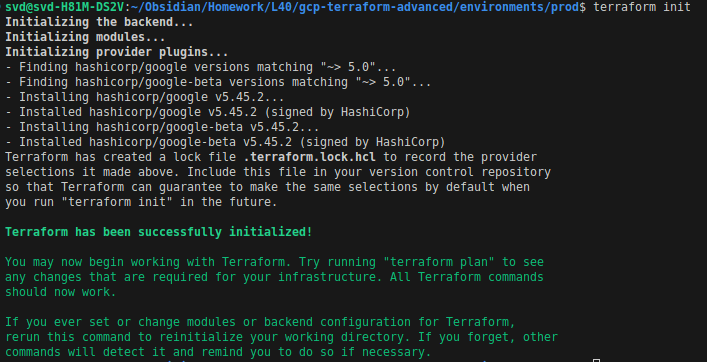 svd@svd-H81M-DS2V:~/Obsidian/Homework/L40/gcp-terraform-advanced/environments/prod$ terraform init
Initializing the backend...
Initializing modules...
Initializing provider plugins...
- Finding hashicorp/google versions matching "~> 5.0"...
- Finding hashicorp/google-beta versions matching "~> 5.0"...
- Installing hashicorp/google v5.45.2...
- Installed hashicorp/google v5.45.2 (signed by HashiCorp)
- Installing hashicorp/google-beta v5.45.2...
- Installed hashicorp/google-beta v5.45.2 (signed by HashiCorp)
Terraform has created a lock file .terraform.lock.hcl to record the provider
selections it made above. Include this file in your version control repository
so that Terraform can guarantee to make the same selections by default when
you run "terraform init" in the future.
Terraform has been successfully initialized!
You may now begin working with Terraform. Try running "terraform plan" to see
any changes that are required for your infrastructure. All Terraform commands
should now work.
If you ever set or change modules or backend configuration for Terraform,
rerun this command to reinitialize your working directory. If you forget, other
commands will detect it and remind you to do so if necessary.